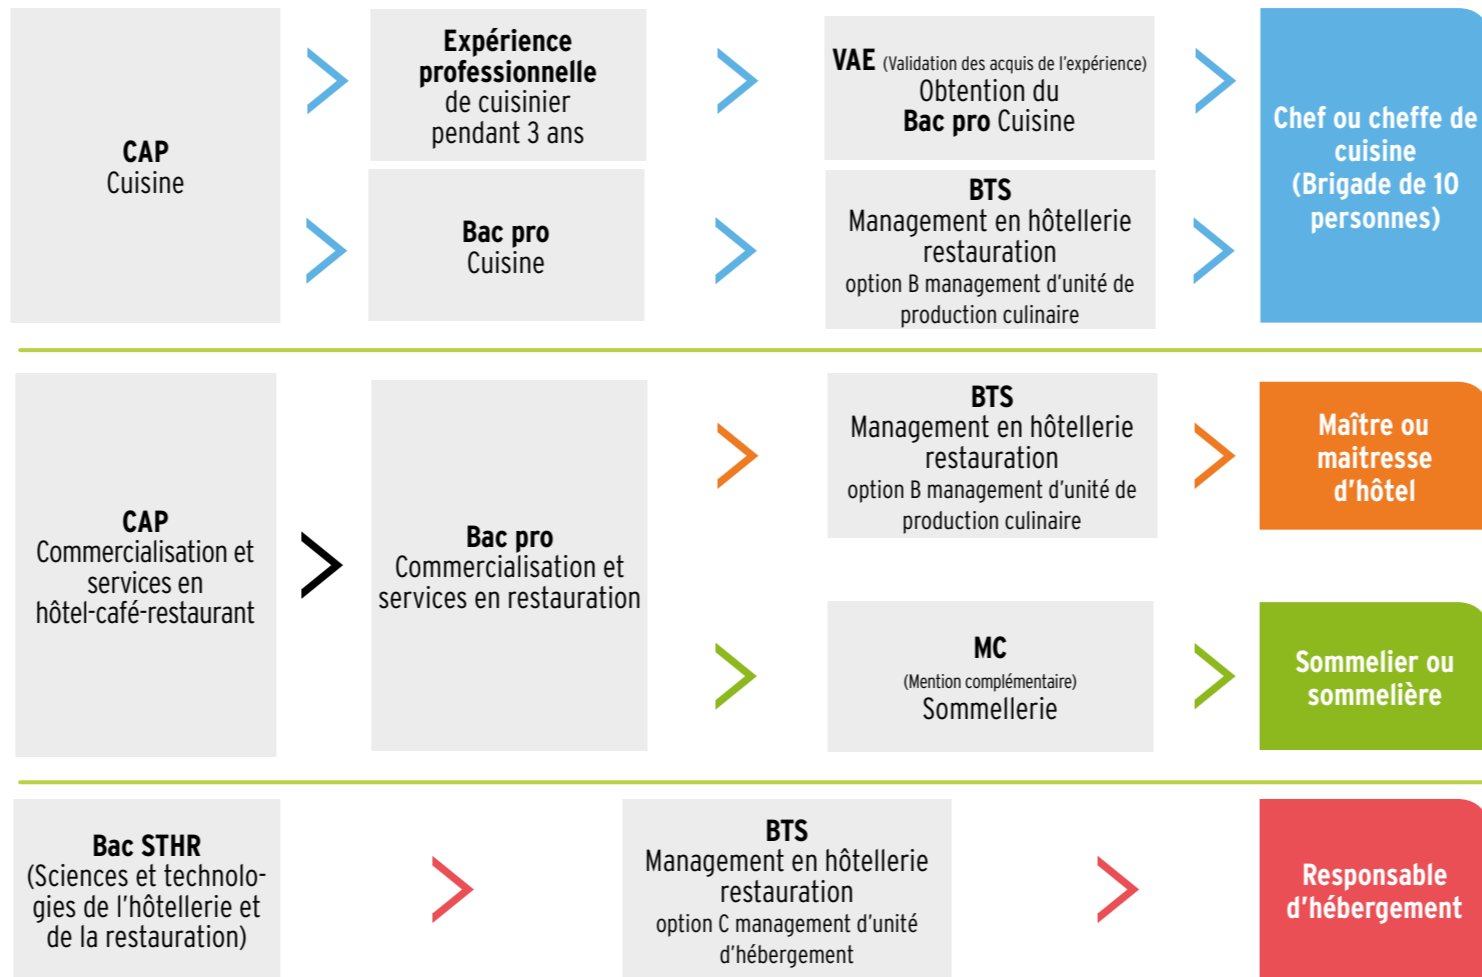 CAP
Cuisine
Expérience
professionnelle
de cuisinier
pendant 3 ans
VAE (Validation des acquis de l'expérience)
Obtention du
Bac pro Cuisine
Bac pro
Cuisine
BTS
Management en hôtellerie
restauration
option B management d'unité de
production culinaire
Chef ou cheffe de
cuisine
(Brigade de 10
personnes)
CAP
Commercialisation et
services en
hôtel-café-restaurant
Bac pro
Commercialisation et
services en restauration
BTS
Management en hôtellerie
restauration
option B management d'unité de
production culinaire
Maître ou
maitresse
d'hôtel
MC
(Mention complémentaire)
Sommellerie
Sommelier ou
sommelière
Bac STHR
(Sciences et technolo-
gies de l'hôtellerie et
de la restauration)
BTS
Management en hôtellerie
restauration
option C management d'unité
d'hébergement
Responsable
d'hébergement